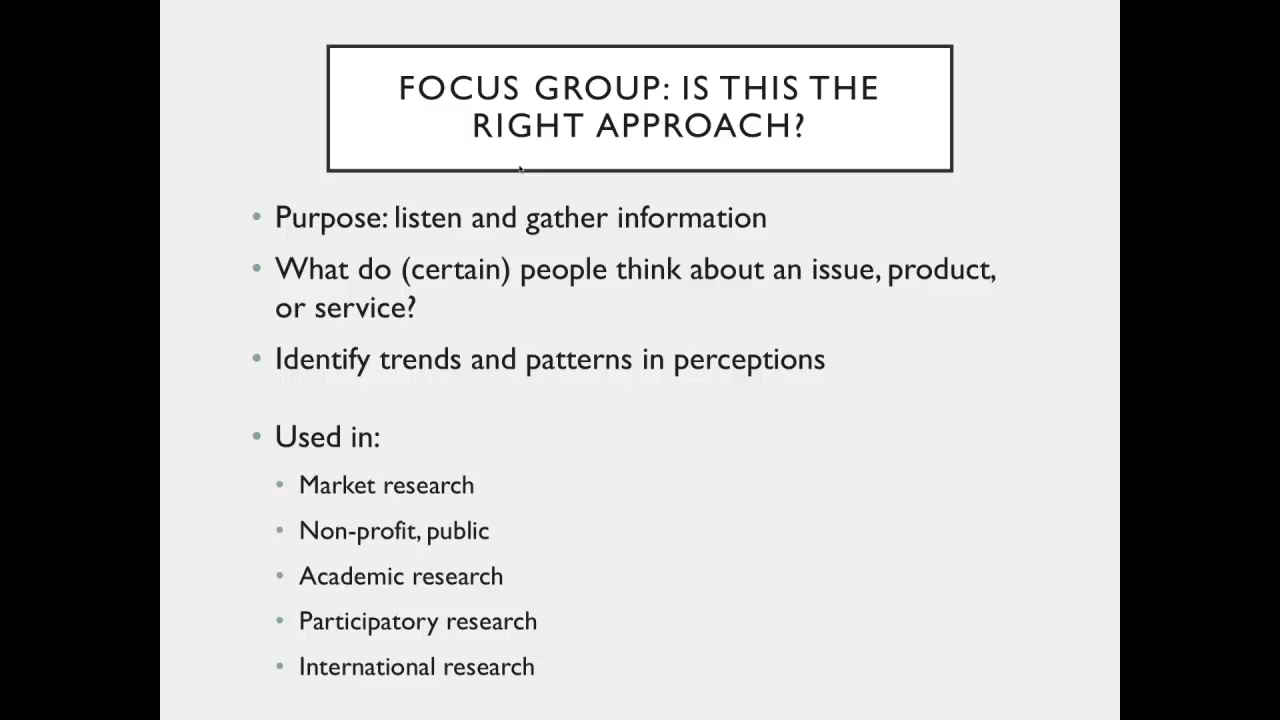 FOCUS GROUP: IS THIS THE
RIGHT APPROACH?
• Purpose: listen and gather information
• What do (certain) people think about an issue, product,
or service?
• Identify trends and patterns in perceptions
• Used in:
• Market research
• Non-profit, public
• Academic research
• Participatory research
• International research